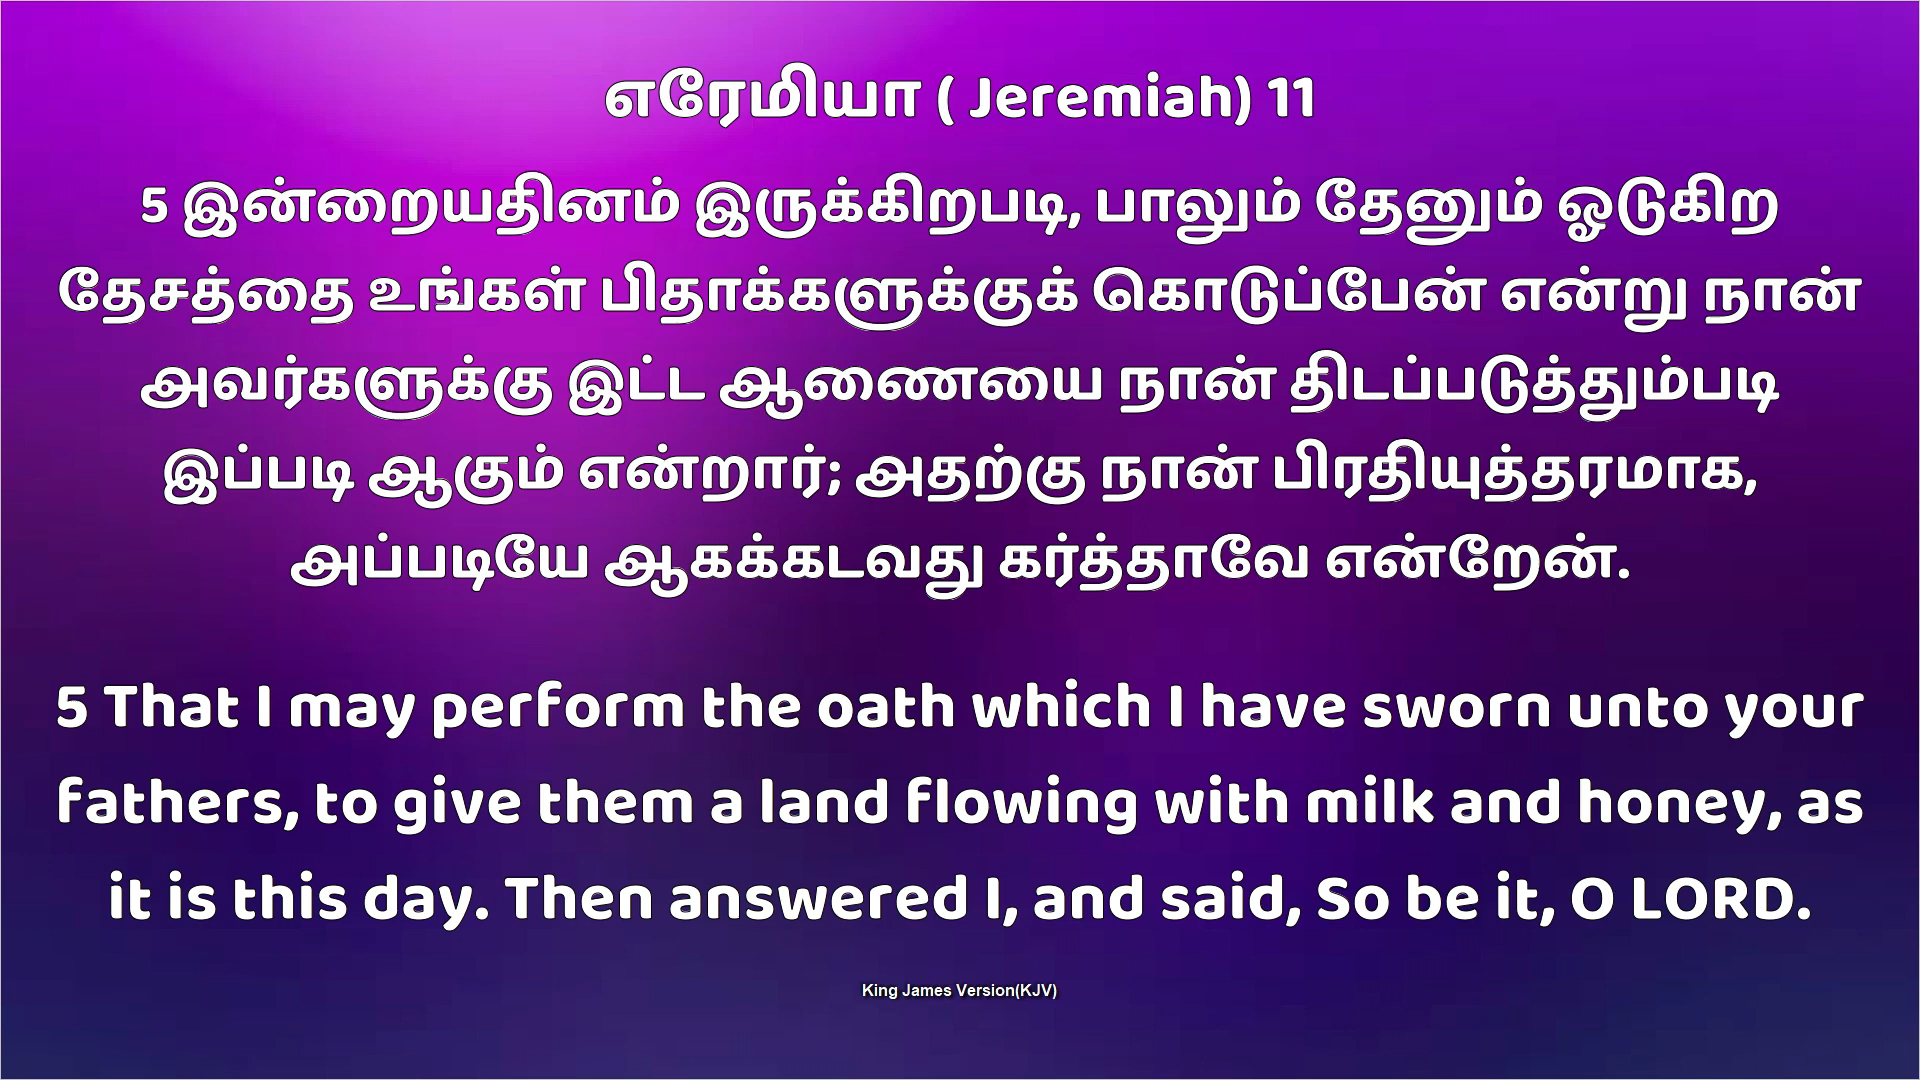 எரேமியா ( Jeremiah) 11
5 இன்றையதினம் இருக்கிறபடி, பாலும் தேனும் ஓடுகிற
தேசத்தை உங்கள் பிதாக்களுக்குக் கொடுப்பேன் என்று நான்
அவர்களுக்கு இட்ட ஆணையை நான் திடப்படுத்தும்படி
இப்படி ஆகும் என்றார்; அதற்கு நான் பிரதியுத்தரமாக,
அப்படியே ஆகக்கடவது கர்த்தாவே என்றேன்.
5 That I may perform the oath which I have sworn unto your
fathers, to give them a land flowing with milk and honey, as
it is this day. Then answered I, and said, So be it, O LORD.
King James Version(KJV)